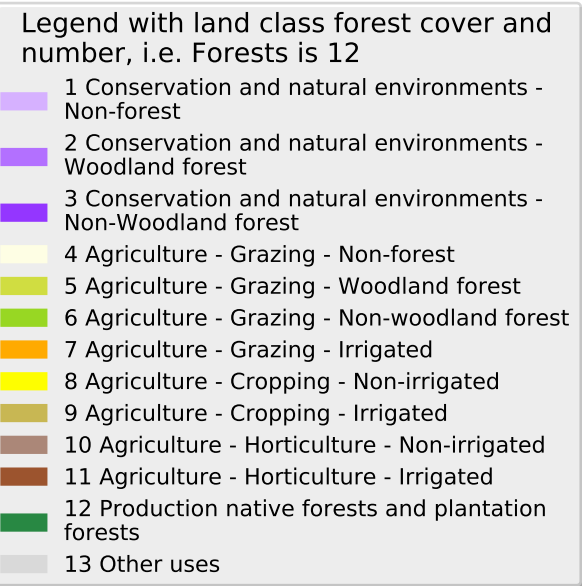 Legend with land class forest cover and
number, i.e. Forests is 12
1 Conservation and natural environments -
Non-forest
2 Conservation and natural environments -
Woodland forest
3 Conservation and natural environments -
Non-Woodland forest
4 Agriculture - Grazing - Non-forest
5 Agriculture - Grazing - Woodland forest
6 Agriculture - Grazing - Non-woodland forest
7 Agriculture - Grazing - Irrigated
8 Agriculture - Cropping - Non-irrigated
9 Agriculture - Cropping - Irrigated
10 Agriculture - Horticulture - Non-irrigated
11 Agriculture - Horticulture - Irrigated
12 Production native forests and plantation
forests
13 Other uses